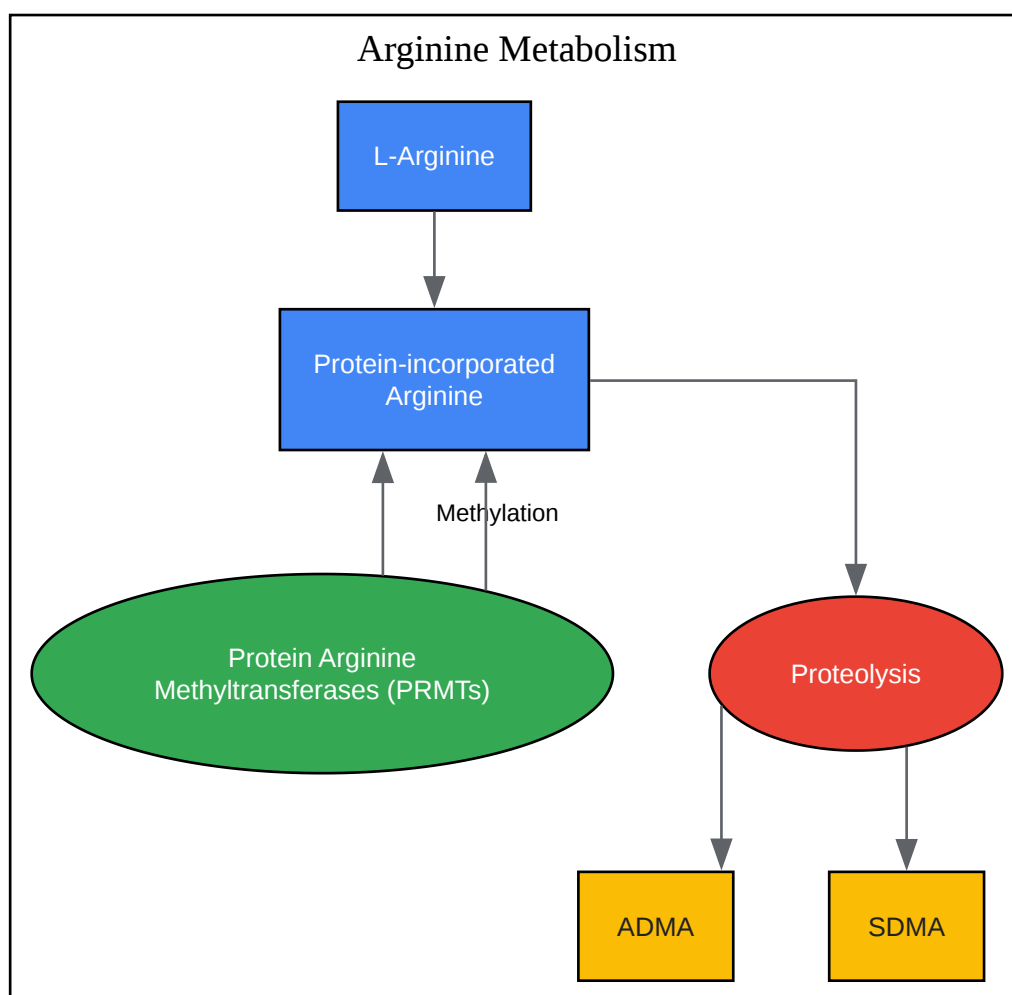 Arginine Metabolism
L-Arginine
Protein-incorporated
Arginine
Methylation
Protein Arginine
Methyltransferases (PRMTs)
Proteolysis
ADMA
SDMA